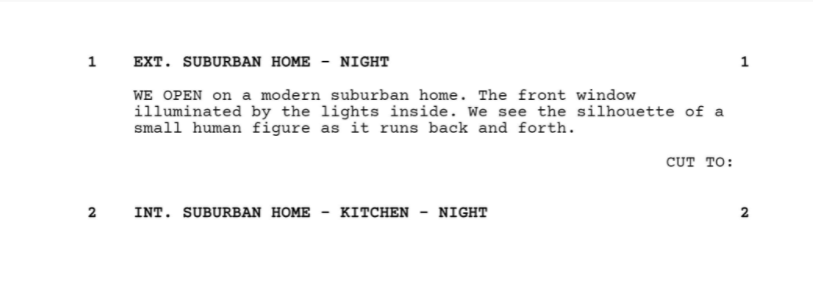 1 EXT. SUBURBAN HOME - NIGHT 1
WE OPEN on a modern suburban home. The front window
illuminated by the lights inside. We see the silhouette of a
small human figure as it runs back and forth.
CUT TO:
2 INT. SUBURBAN HOME - KITCHEN - NIGHT 2